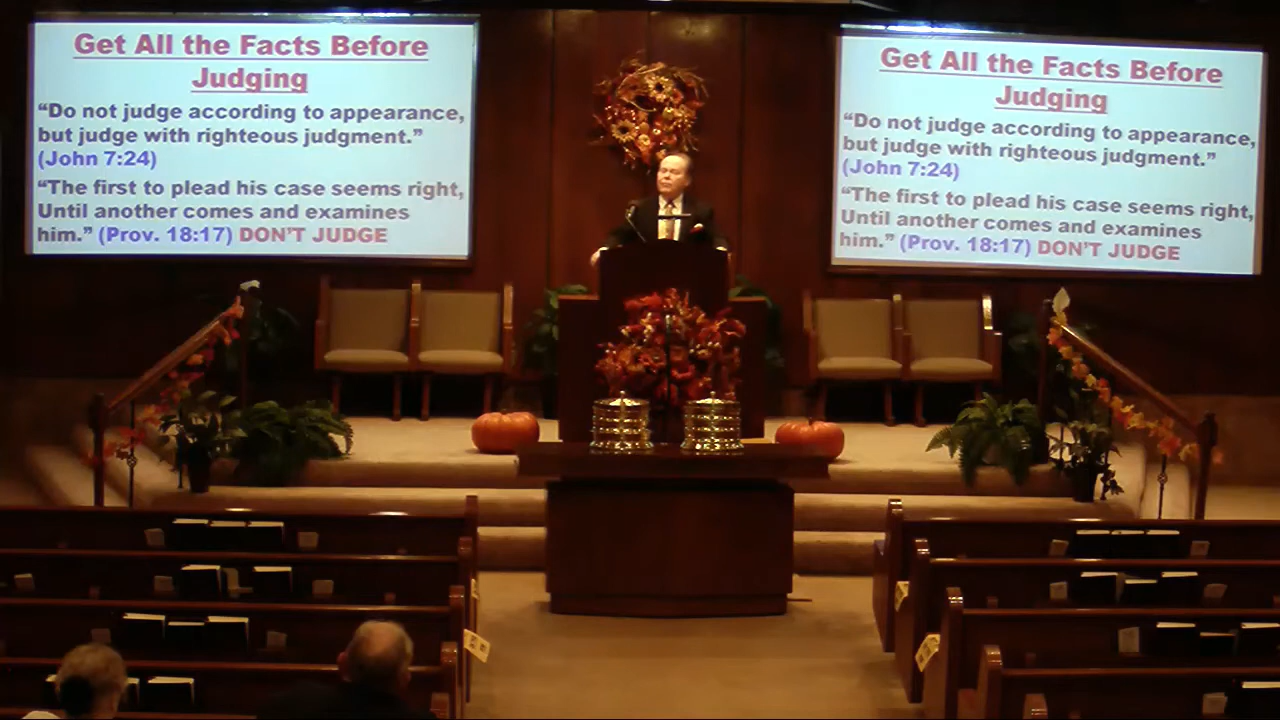 Get All the Facts Before
Judging
“Do not judge according to appearance,
but judge with righteous judgment.”
(John 7:24)
“The first to plead his case seems right,
Until another comes and examines
him.” (Prov. 18:17) DON’T JUDGE
Get All the Facts Before
Judging
“Do not judge according to appearance,
but judge with righteous judgment.”
(John 7:24)
“The first to plead his case seems right,
Until another comes and examines
him.” (Prov. 18:17) DON’T JUDGE